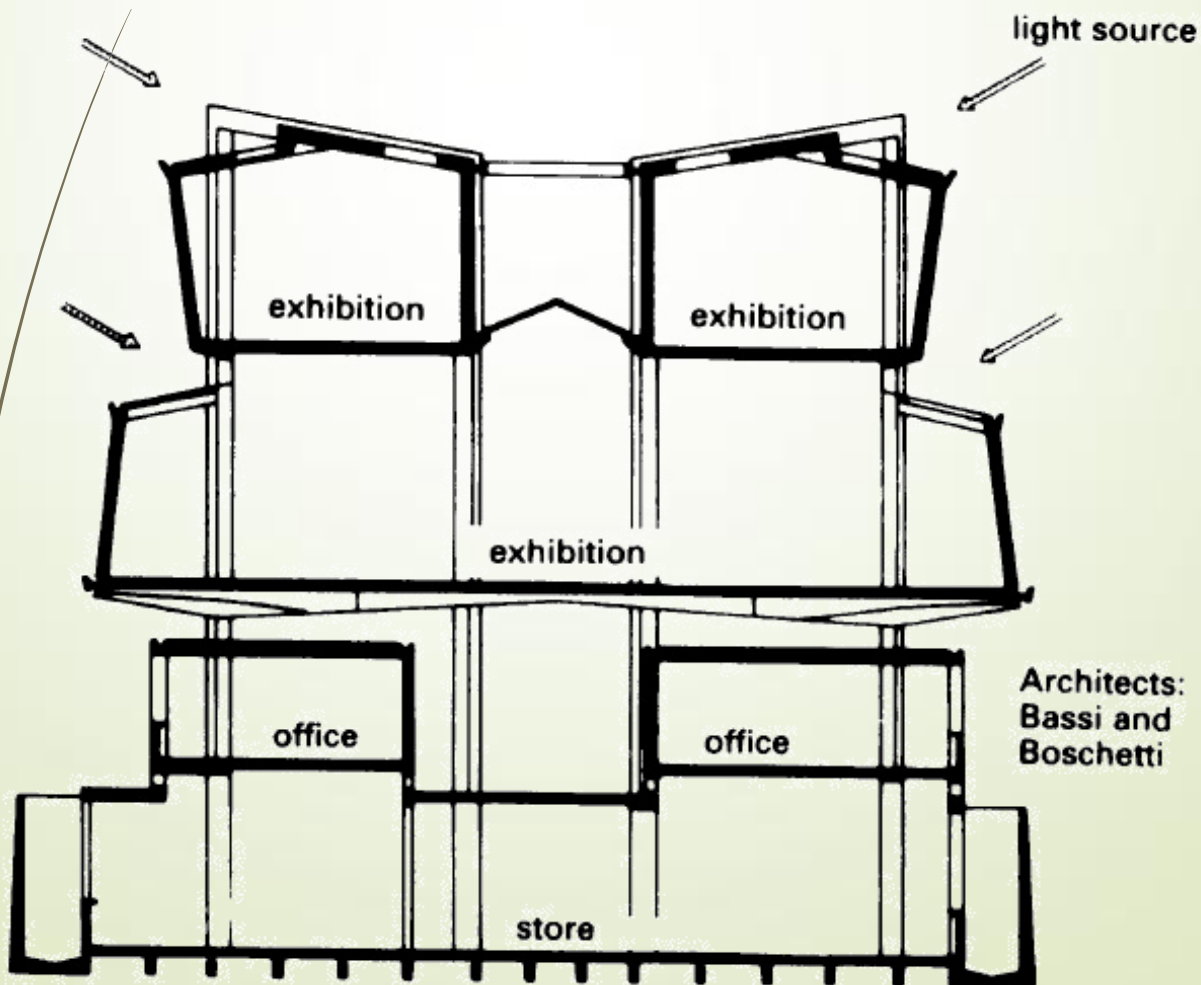 light source
exhibition
exhibition
exhibition
Architects:
Bassi and
Boschetti
office
office
store